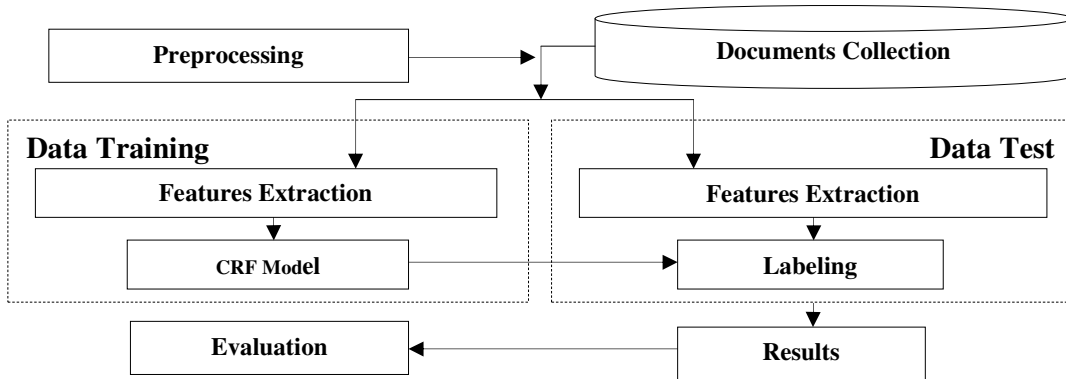 Preprocessing
Documents Collection
Data Training
Data Test
Features Extraction
Features Extraction
CRF Model
Labeling
Evaluation
Results